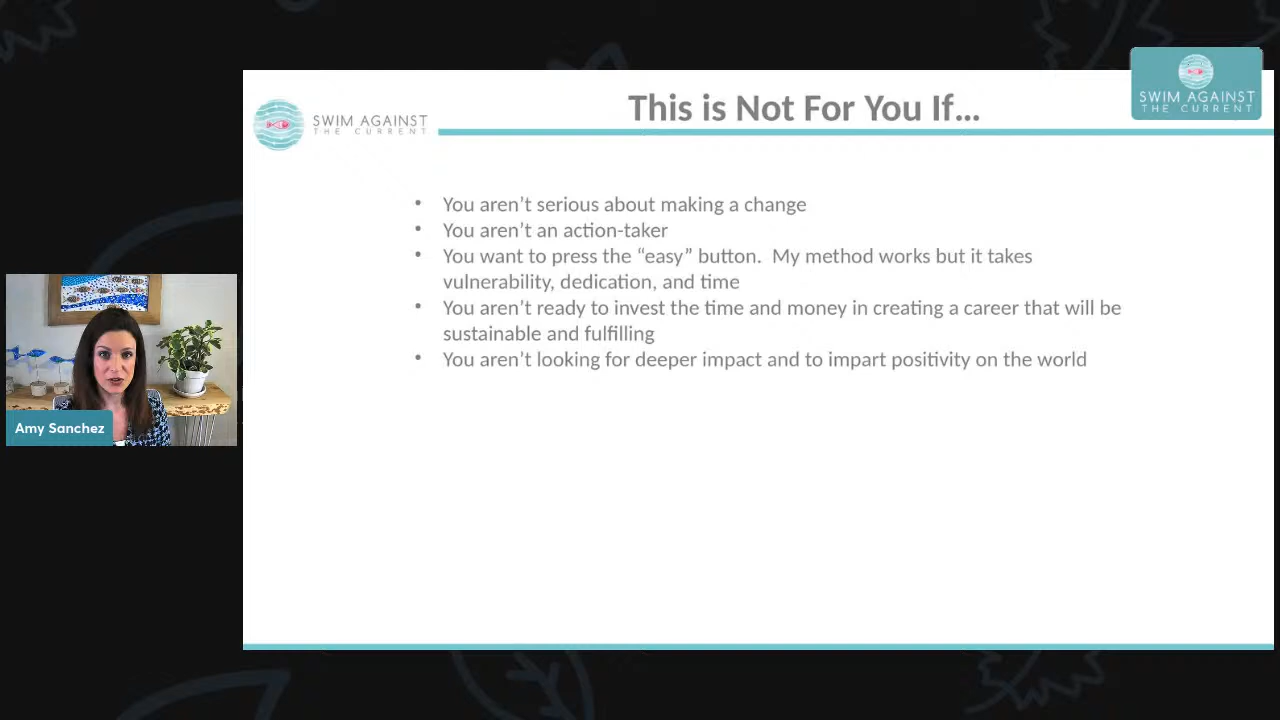 This is Not For You If...
SWIM AGAINST
THE CURRENT
SWIM AGAINST
THE CURRENT
• You aren’t serious about making a change
• You aren’t an action-taker
• You want to press the “easy” button.  My method works but it takes
vulnerability, dedication, and time
• You aren’t ready to invest the time and money in creating a career that will be
sustainable and fulfilling
• You aren’t looking for deeper impact and to impart positivity on the world
Amy Sanchez